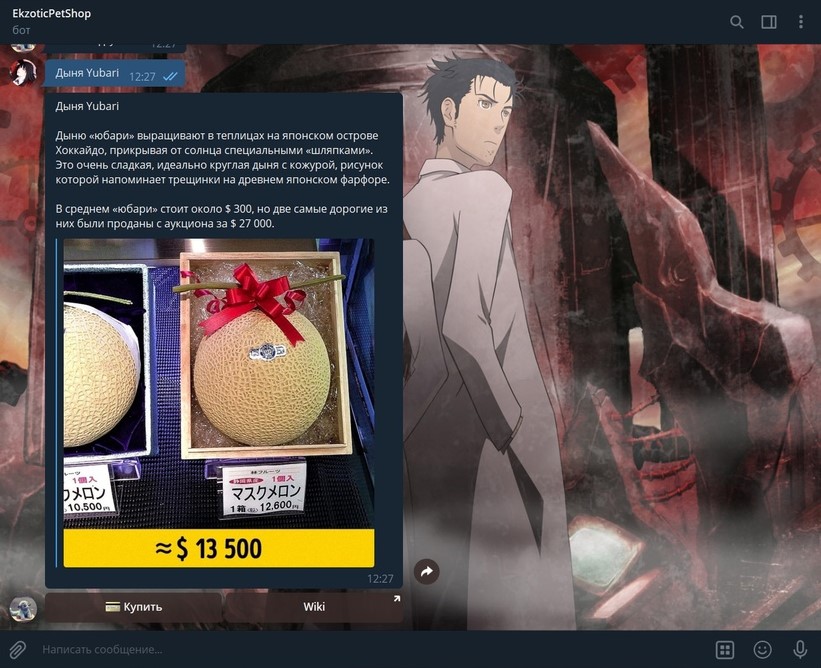 EkzoticPetShop
бот
12:27
Дыня Yubari 12:27
Дыня Yubari
Дыню «юбари» выращивают в теплицах на японском острове
Хоккайдо, прикрывая от солнца специальными «шляпками».
Это очень сладкая, идеально круглая дыня с кожурой, рисунок
которой напоминает трещинки на древнем японском фарфоре.
В среднем «юбари» стоит около $ 300, но две самые дорогие из
них были проданы с аукциона за $ 27 000.
1個入
メロン
10,500円
静岡県産 1個入
マスクメロン
1箱 12,600円
≈ $ 13 500
12:27
Купить
Wiki
Написать сообщение...